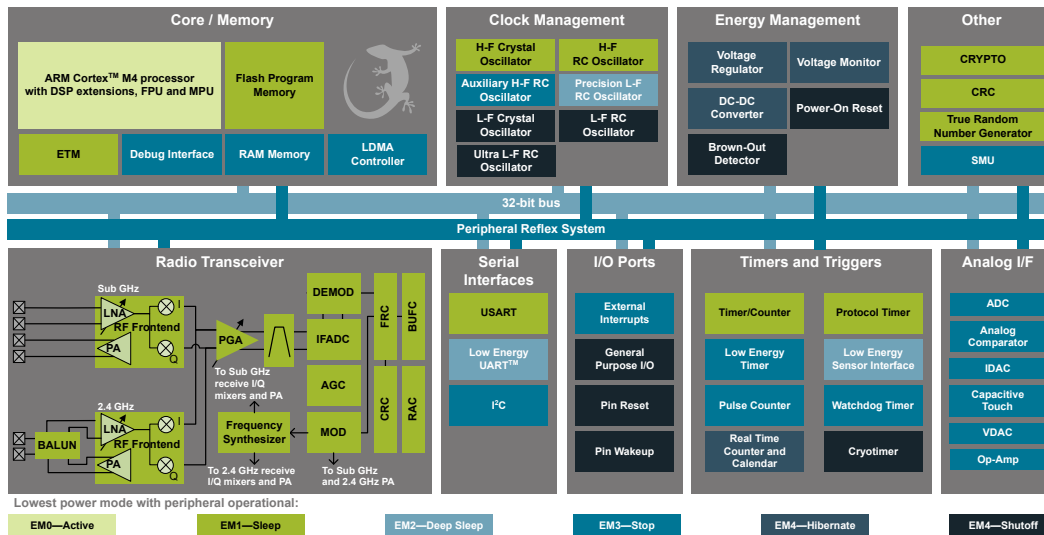 Core / Memory
Clock Management
Energy Management
Other
ARM Cortex™ M4 processor
with DSP extensions, FPU and MPU
Flash Program
Memory
ETM
Debug Interface
RAM Memory
LDMA
Controller
H-F Crystal
Oscillator
H-F
RC Oscillator
Auxiliary H-F RC
Oscillator
Precision L-F
RC Oscillator
L-F Crystal
Oscillator
L-F RC
Oscillator
Ultra L-F RC
Oscillator
Voltage
Regulator
Voltage Monitor
DC-DC
Converter
Power-On Reset
Brown-Out
Detector
CRYPTO
CRC
True Random
Number Generator
SMU
32-bit bus
Peripheral Reflex System
Radio Transceiver
Sub GHz
LNA
I
RF Frontend
PA
Q
2.4 GHz
BALUN
LNA
I
RF Frontend
PA
Q
PGA
To Sub GHz
receive I/Q
mixers and PA
Frequency
Synthesizer
To 2.4 GHz receive
I/Q mixers and PA
DEMOD
IFADC
AGC
MOD
To Sub GHz
and 2.4 GHz PA
FRC
BUFC
CRC
RAC
Serial
Interfaces
USART
Low Energy
UART™
I²C
I/O Ports
External
Interrupts
General
Purpose I/O
Pin Reset
Pin Wakeup
Timers and Triggers
Timer/Counter
Protocol Timer
Low Energy
Timer
Low Energy
Sensor Interface
Pulse Counter
Watchdog Timer
Real Time
Counter and
Calendar
Cryotimer
Analog I/F
ADC
Analog
Comparator
IDAC
Capacitive
Touch
VDAC
Op-Amp
Lowest power mode with peripheral operational:
EM0—Active
EM1—Sleep
EM2—Deep Sleep
EM3—Stop
EM4—Hibernate
EM4—Shutoff